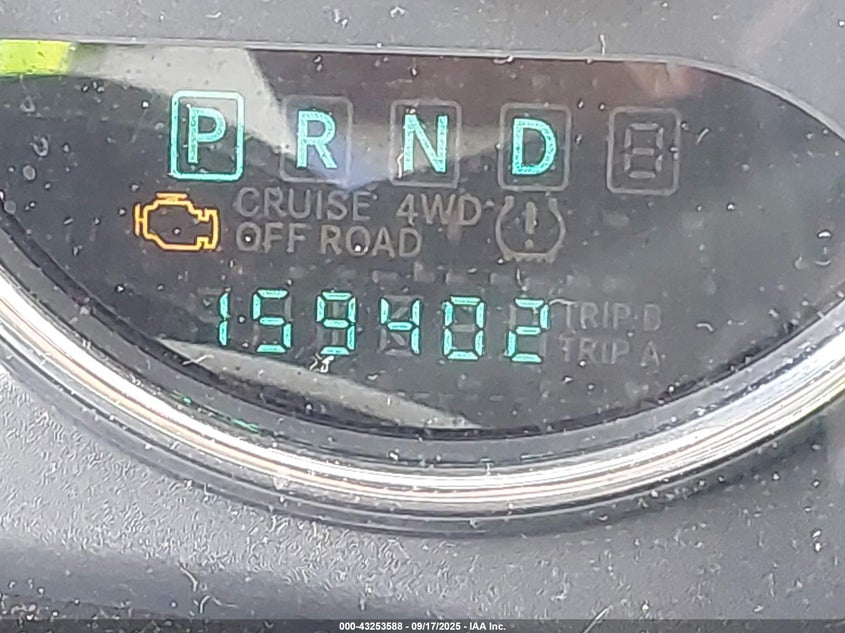 P R N D
CRUISE 4WD
OFF ROAD
159402
TRIP B
TRIP A
000-43253588 - 09/17/2025 - IAA Inc.